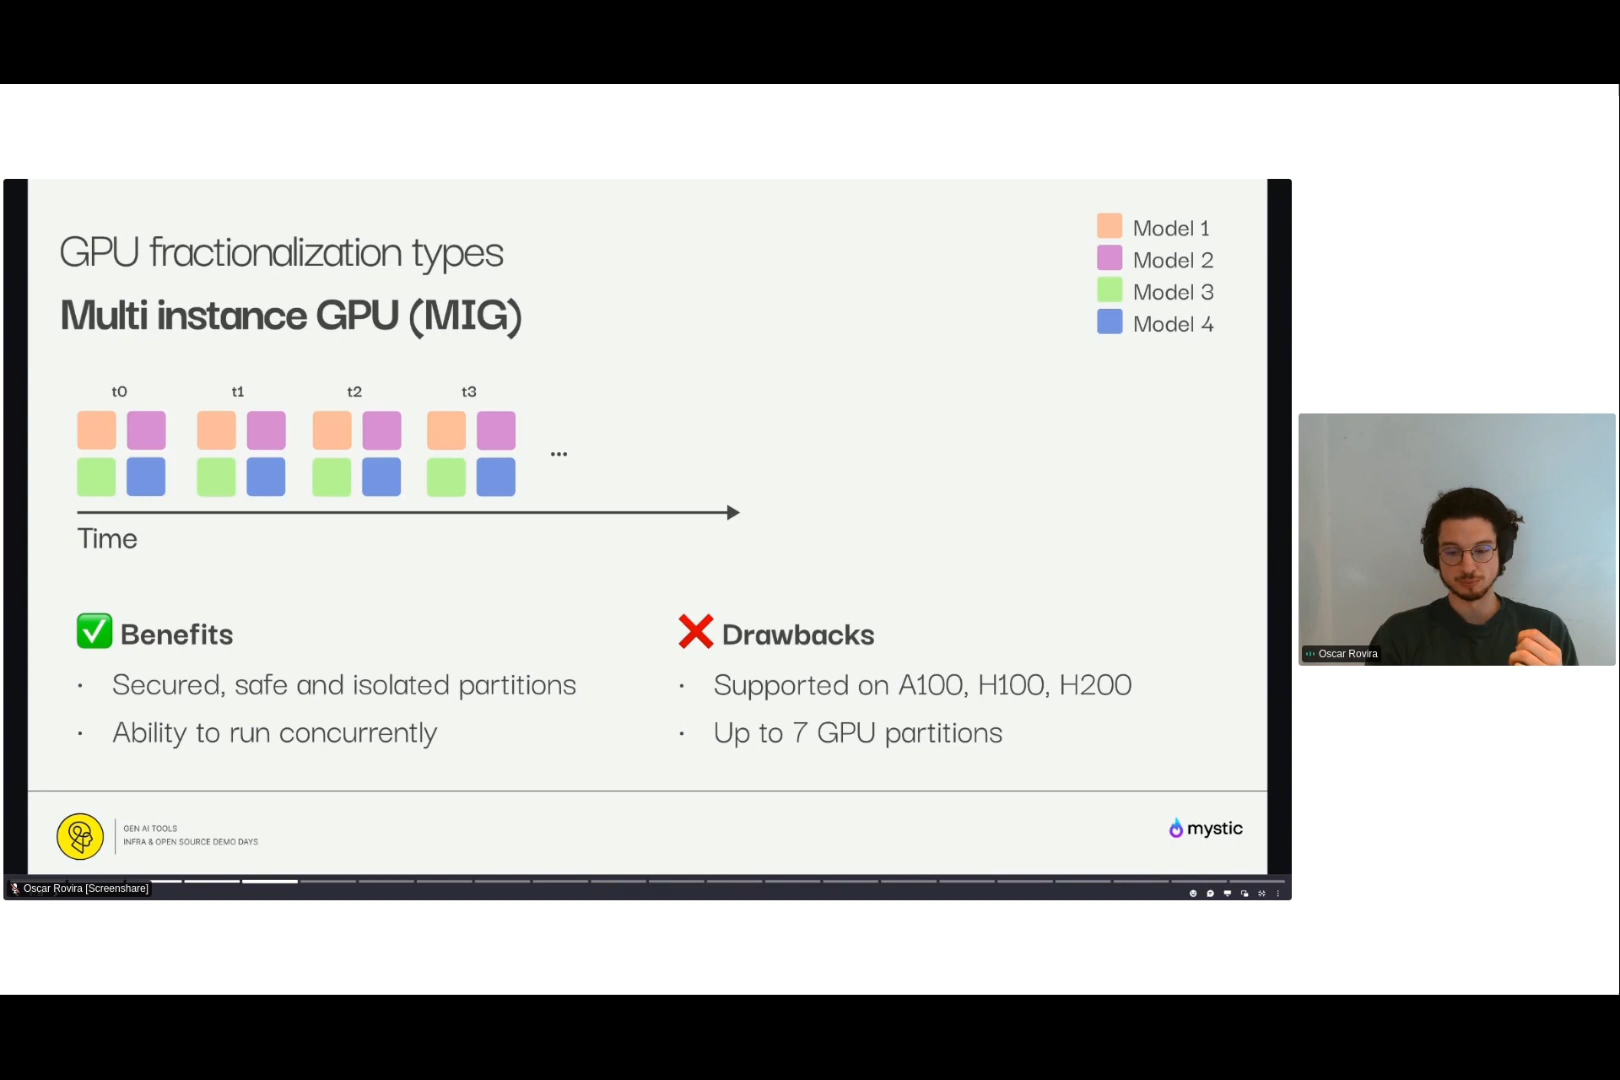 GPU fractionalization types
Multi instance GPU (MIG)
Model 1
Model 2
Model 3
Model 4
t0 t1 t2 t3
...
Time
✅ Benefits
· Secured, safe and isolated partitions
· Ability to run concurrently
❌ Drawbacks
· Supported on A100, H100, H200
· Up to 7 GPU partitions
GEN AI TOOLS
INFRA & OPEN SOURCE DEMO DAYS
mystic
Oscar Rovira [Screenshare]
Oscar Rovira